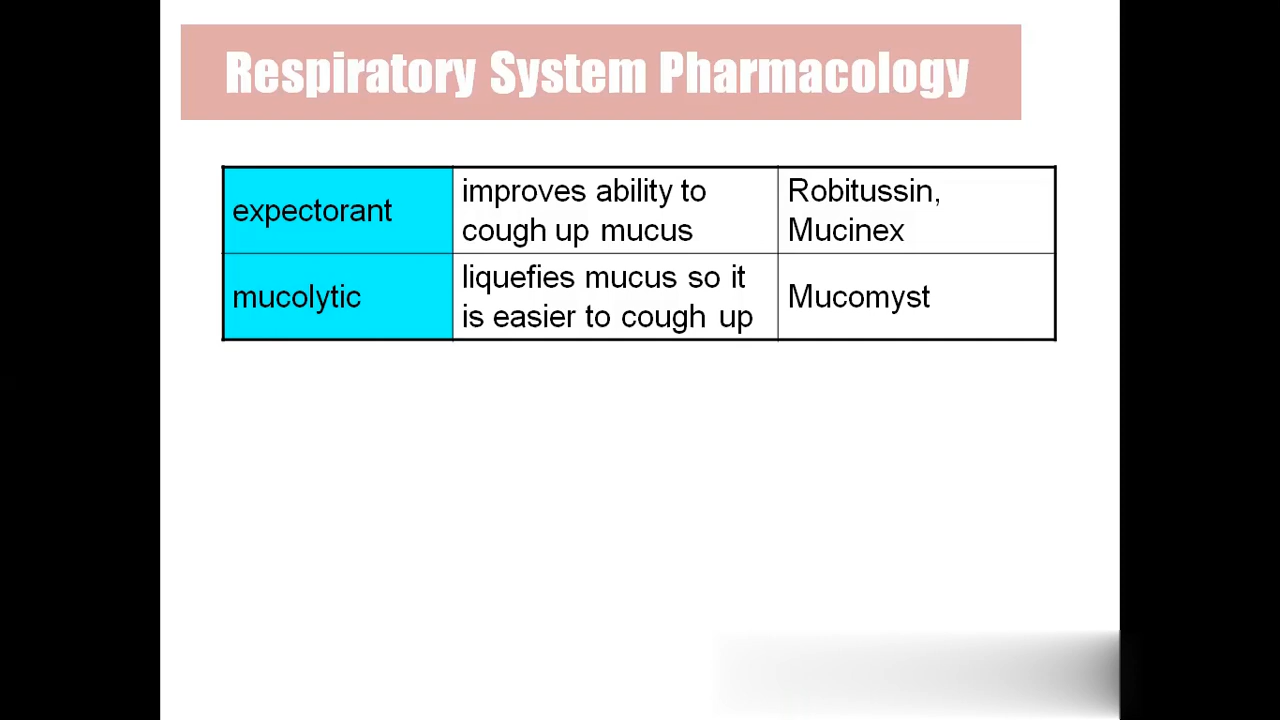 Respiratory System Pharmacology
expectorant
improves ability to
cough up mucus
Robitussin,
Mucinex
mucolytic
liquefies mucus so it
is easier to cough up
Mucomyst